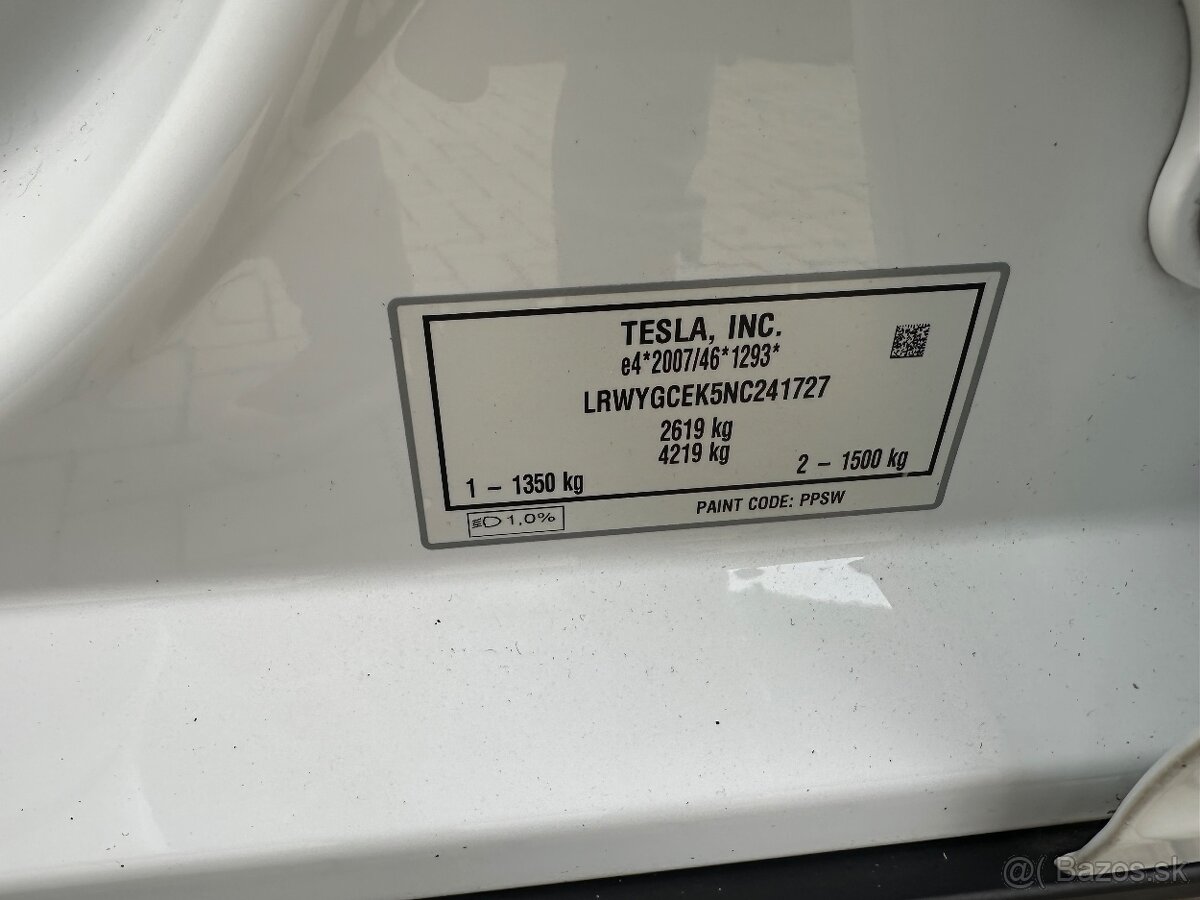 TESLA, INC.
e4*2007/46*1293*
LRWYGCEK5NC241727
2619 kg
4219 kg
1 – 1350 kg
2 – 1500 kg
1,0%
PAINT CODE: PPSW
@( Bazos.sk